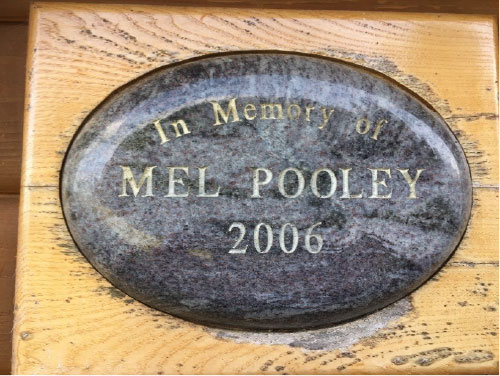 In Memory of
MEL POOLEY
2006